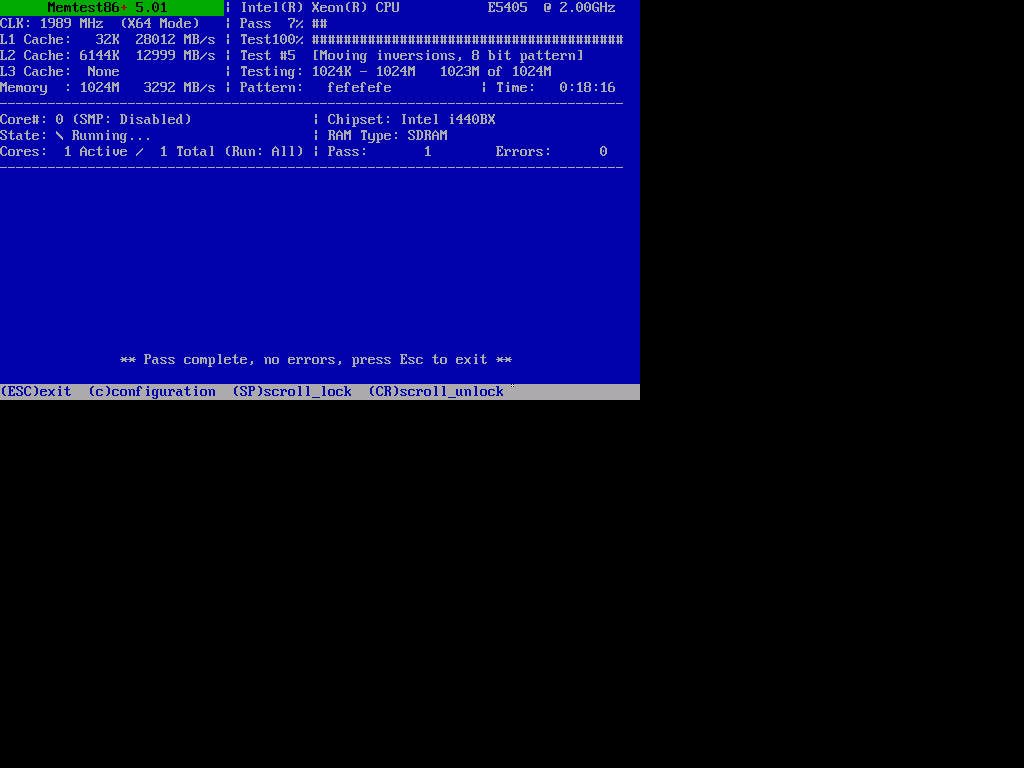 Memtest86+ 5.01 | Intel(R) Xeon(R) CPU E5405 @ 2.00GHz
CLK: 1989 MHz (X64 Mode) | Pass 7% ##
L1 Cache: 32K 28012 MB/s | Test100% #######################################
L2 Cache: 6144K 12999 MB/s | Test #5 [Moving inversions, 8 bit pattern]
L3 Cache: None | Testing: 1024K - 1024M 1023M of 1024M
Memory : 1024M 3292 MB/s | Pattern: fefefefe | Time: 0:18:16
------------------------------------------------------------------------------
Core#: 0 (SMP: Disabled) | Chipset: Intel i440BX
State: \ Running... | RAM Type: SDRAM
Cores: 1 Active / 1 Total (Run: All) | Pass: 1 Errors: 0
------------------------------------------------------------------------------
** Pass complete, no errors, press Esc to exit **
(ESC)exit (c)configuration (SP)scroll_lock (CR)scroll_unlock